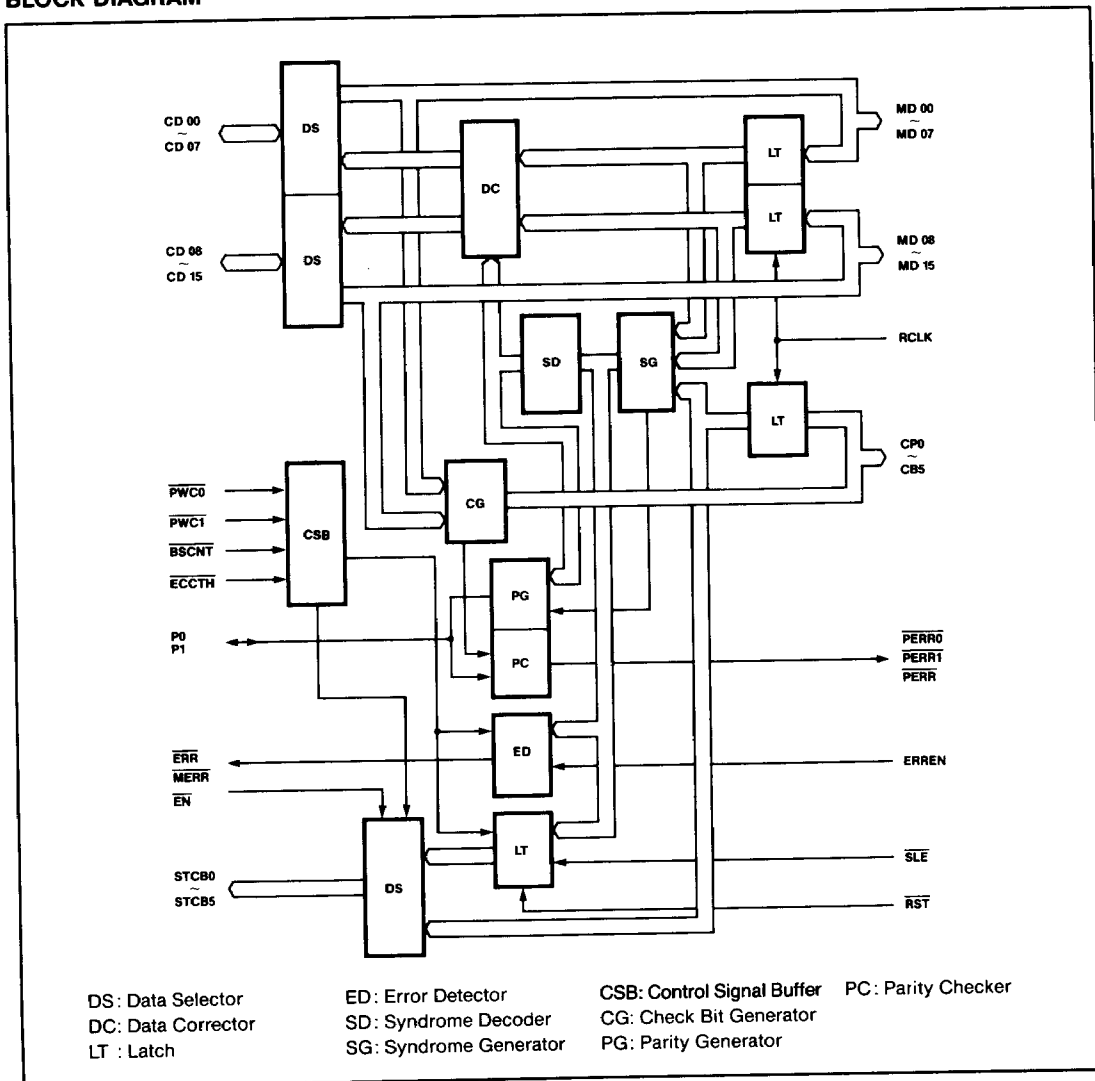 BLOCK DIAGRAM
CD 00
~
CD 07
DS
DC
LT
MD 00
~
MD 07
CD 08
~
CD 15
DS
LT
MD 08
~
MD 15
SD
SG
RCLK
LT
CP0
~
CB5
PWC0
PWC1
BSCNT
ECCTH
CSB
CG
P0
P1
PG
PC
PERR0
PERR1
PERR
ERR
MERR
EN
ED
ERREN
STCB0
~
STCB5
DS
LT
SLE
RST
DS: Data Selector
DC: Data Corrector
LT : Latch
ED: Error Detector
SD: Syndrome Decoder
SG: Syndrome Generator
CSB: Control Signal Buffer
CG: Check Bit Generator
PG: Parity Generator
PC: Parity Checker